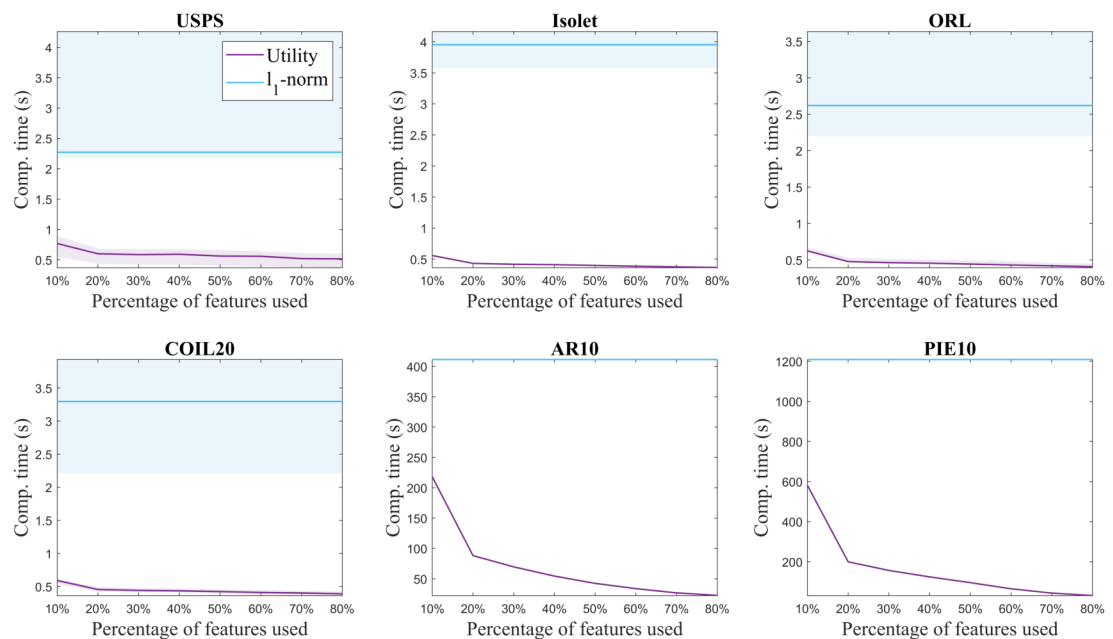 USPS
4
3.5
3
2.5
2
1.5
1
0.5
Comp. time (s)
Utility
l₁-norm
10% 20% 30% 40% 50% 60% 70% 80%
Percentage of features used
Isolet
4
3.5
3
2.5
2
1.5
1
0.5
Comp. time (s)
10% 20% 30% 40% 50% 60% 70% 80%
Percentage of features used
ORL
3.5
3
2.5
2
1.5
1
0.5
Comp. time (s)
10% 20% 30% 40% 50% 60% 70% 80%
Percentage of features used
COIL20
3.5
3
2.5
2
1.5
1
0.5
Comp. time (s)
10% 20% 30% 40% 50% 60% 70% 80%
Percentage of features used
AR10
400
350
300
250
200
150
100
50
Comp. time (s)
10% 20% 30% 40% 50% 60% 70% 80%
Percentage of features used
PIE10
1200
1000
800
600
400
200
Comp. time (s)
10% 20% 30% 40% 50% 60% 70% 80%
Percentage of features used